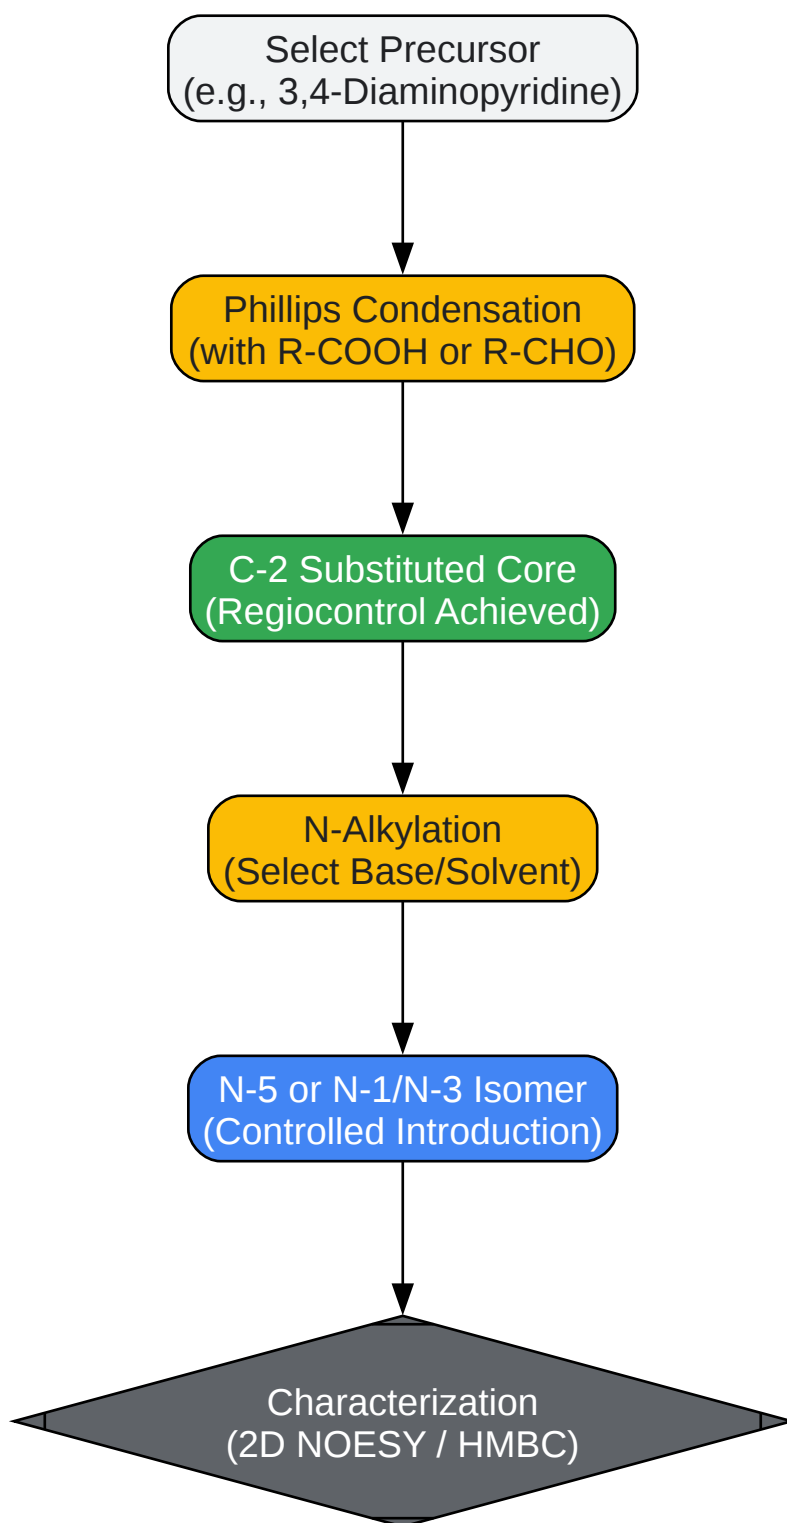 Select Precursor
(e.g., 3,4-Diaminopyridine)
Phillips Condensation
(with R-COOH or R-CHO)
C-2 Substituted Core
(Regiocontrol Achieved)
N-Alkylation
(Select Base/Solvent)
N-5 or N-1/N-3 Isomer
(Controlled Introduction)
Characterization
(2D NOESY / HMBC)